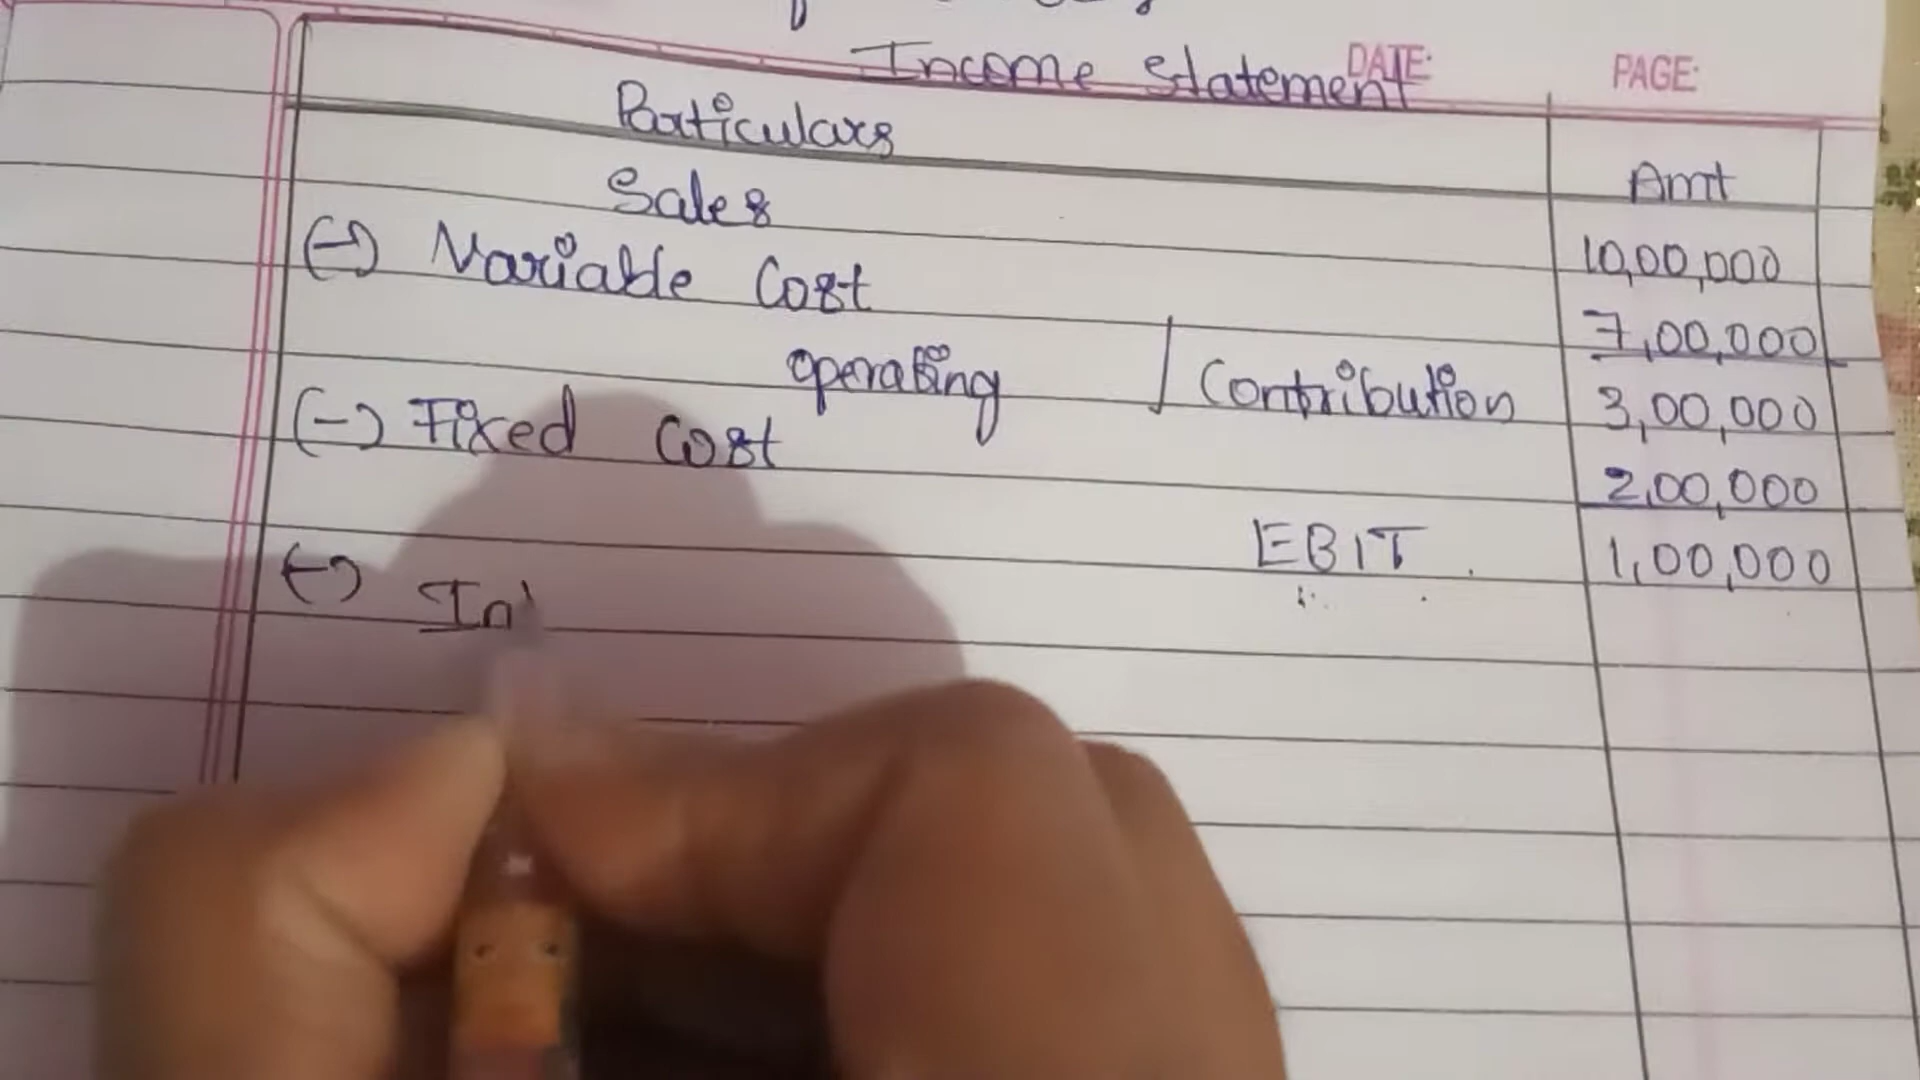 Income Statement DATE: PAGE:
Particulars Amt
Sales 10,00,000
(-) Variable Cost 7,00,000
operating / Contribution 3,00,000
(-) Fixed Cost 2,00,000
EBIT. 1,00,000
(-) Int